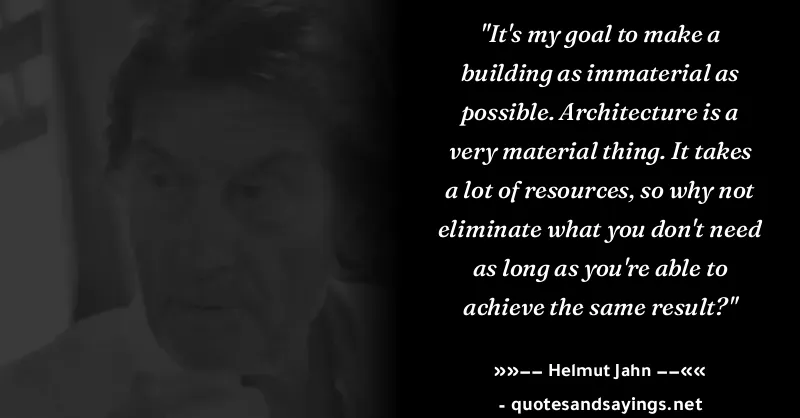 "It's my goal to make a
building as immaterial as
possible. Architecture is a
very material thing. It takes
a lot of resources, so why not
eliminate what you don't need
as long as you're able to
achieve the same result?"
»»–– Helmut Jahn ––««
- quotesandsayings.net